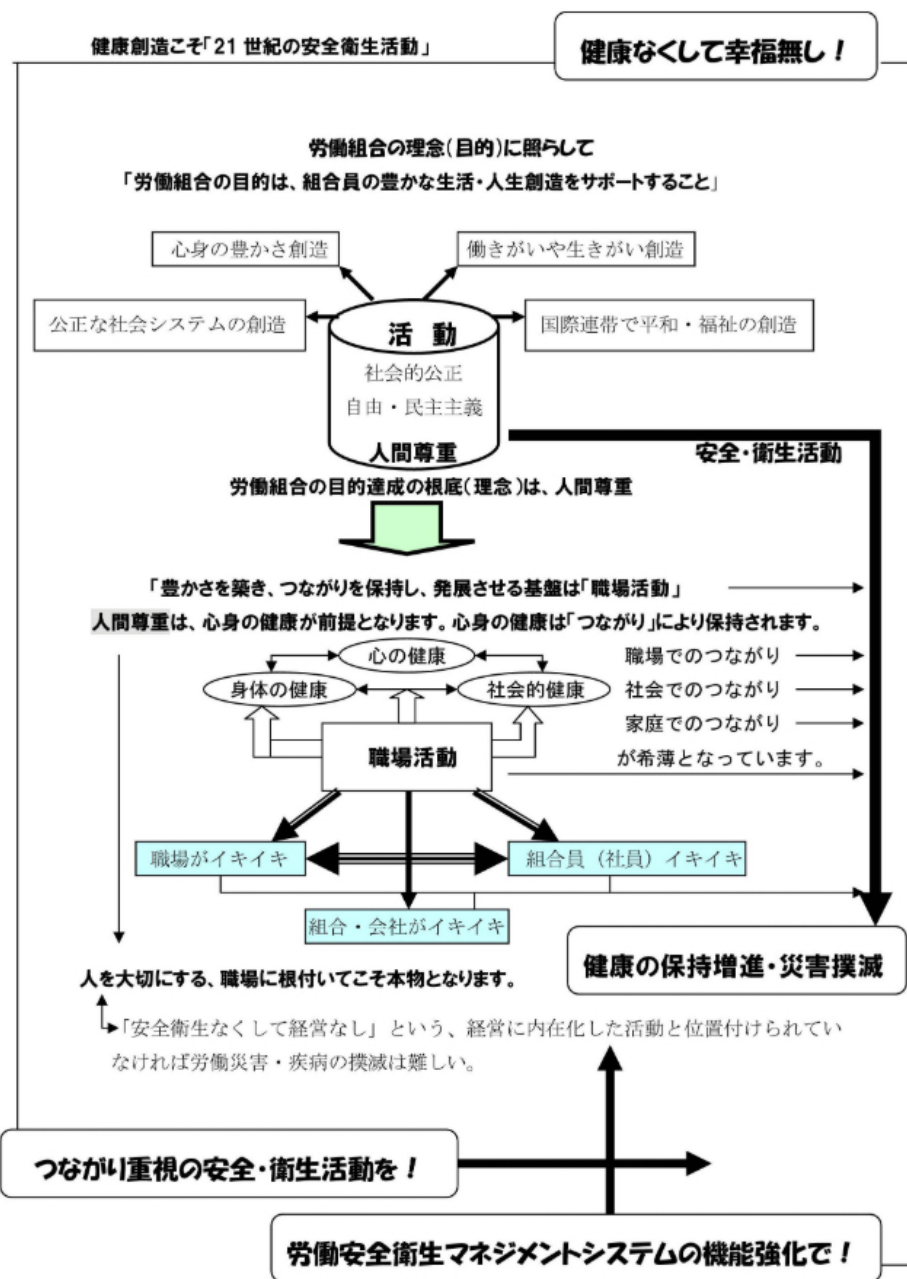 健康創造こそ「21世紀の安全衛生活動」
健康なくして幸福無し！
労働組合の理念（目的）に照らして
「労働組合の目的は、組合員の豊かな生活・人生創造をサポートすること」
心身の豊かさ創造
働きがいや生きがい創造
公正な社会システムの創造
国際連帯で平和・福祉の創造
活　動
社会的公正
自由・民主主義
人間尊重
安全・衛生活動
労働組合の目的達成の根底（理念）は、人間尊重
「豊かさを築き、つながりを保持し、発展させる基盤は「職場活動」
人間尊重は、心身の健康が前提となります。心身の健康は「つながり」により保持されます。
心の健康
身体の健康
社会的健康
職場でのつながり
社会でのつながり
家庭でのつながり
が希薄となっています。
職場活動
職場がイキイキ
組合員（社員）イキイキ
組合・会社がイキイキ
健康の保持増進・災害撲滅
人を大切にする、職場に根付いてこそ本物となります。
「安全衛生なくして経営なし」という、経営に内在化した活動と位置付けられてい
なければ労働災害・疾病の撲滅は難しい。
つながり重視の安全・衛生活動を！
労働安全衛生マネジメントシステムの機能強化で！